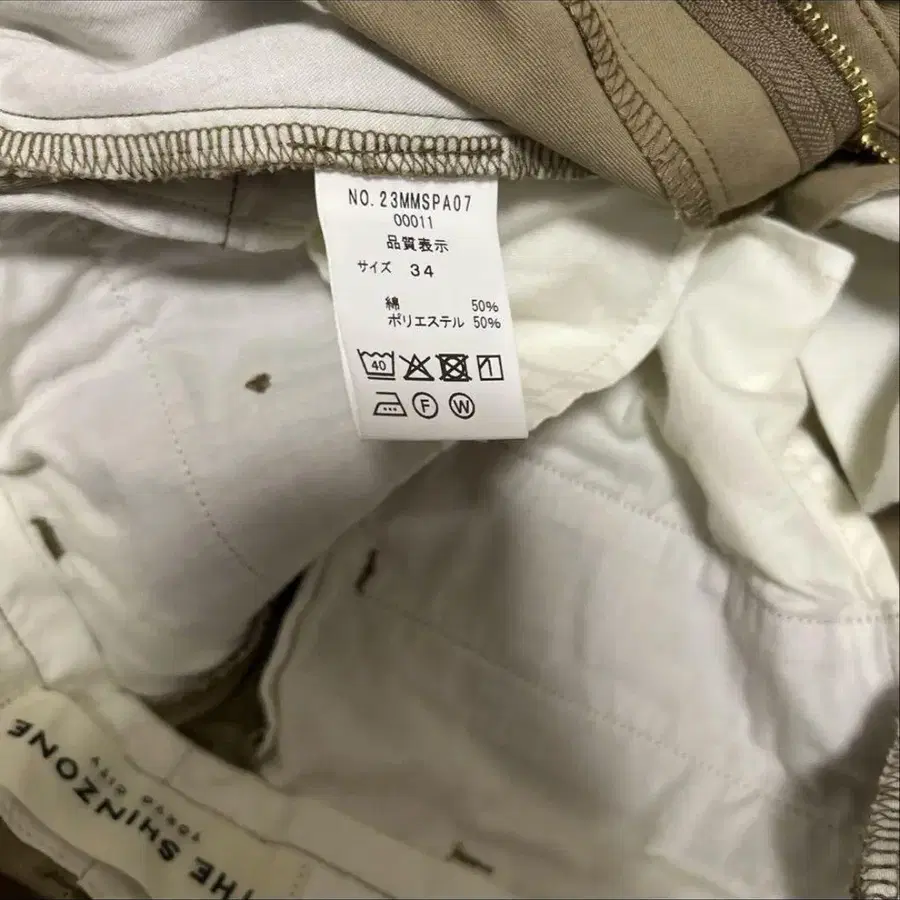 NO. 23MMSPA07
00011
品質表示
サイズ 34
綿 50%
ポリエステル 50%
40
F W
THE SHINZONE
TOKYO CITY